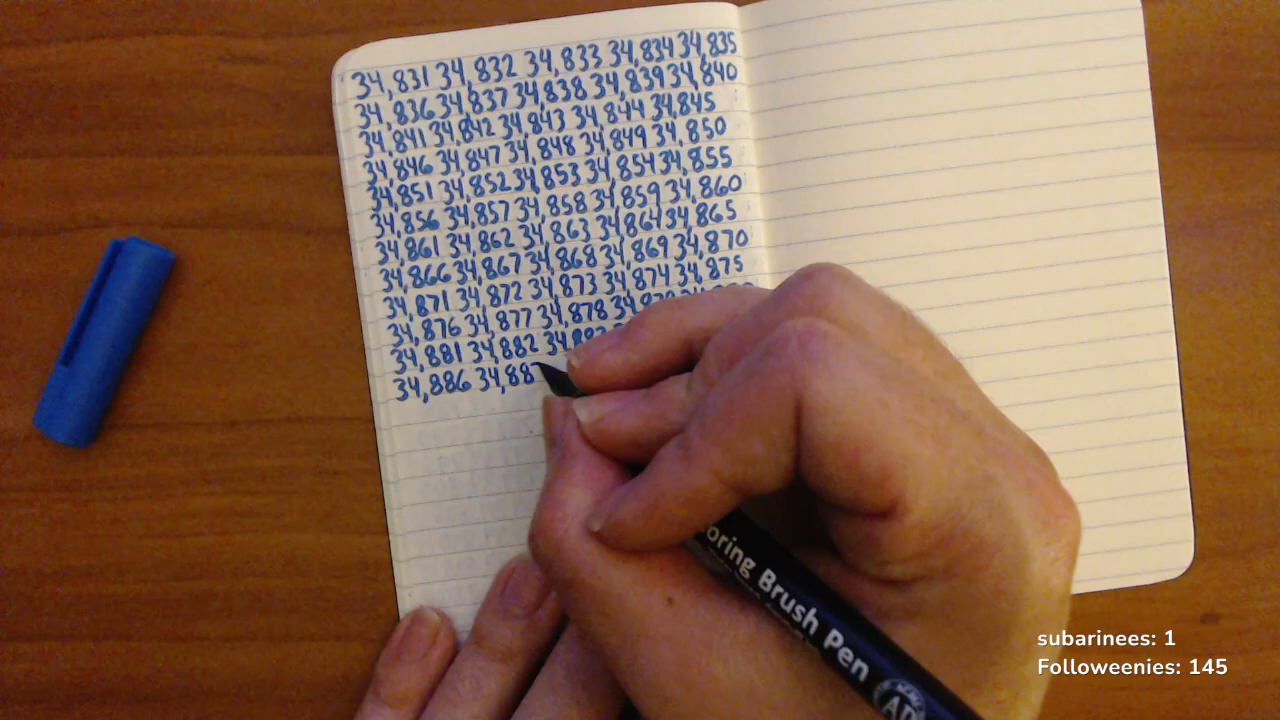 34,831 34,832 34,833 34,834 34,835
34,836 34,837 34,838 34,839 34,840
34,841 34,842 34,843 34,844 34,845
34,846 34,847 34,848 34,849 34,850
34,851 34,852 34,853 34,854 34,855
34,856 34,857 34,858 34,859 34,860
34,861 34,862 34,863 34,864 34,865
34,866 34,867 34,868 34,869 34,870
34,871 34,872 34,873 34,874 34,875
34,876 34,877 34,878
34,881 34,882
34,886 34,887
oring Brush Pen
subarinees: 1
Followeenies: 145